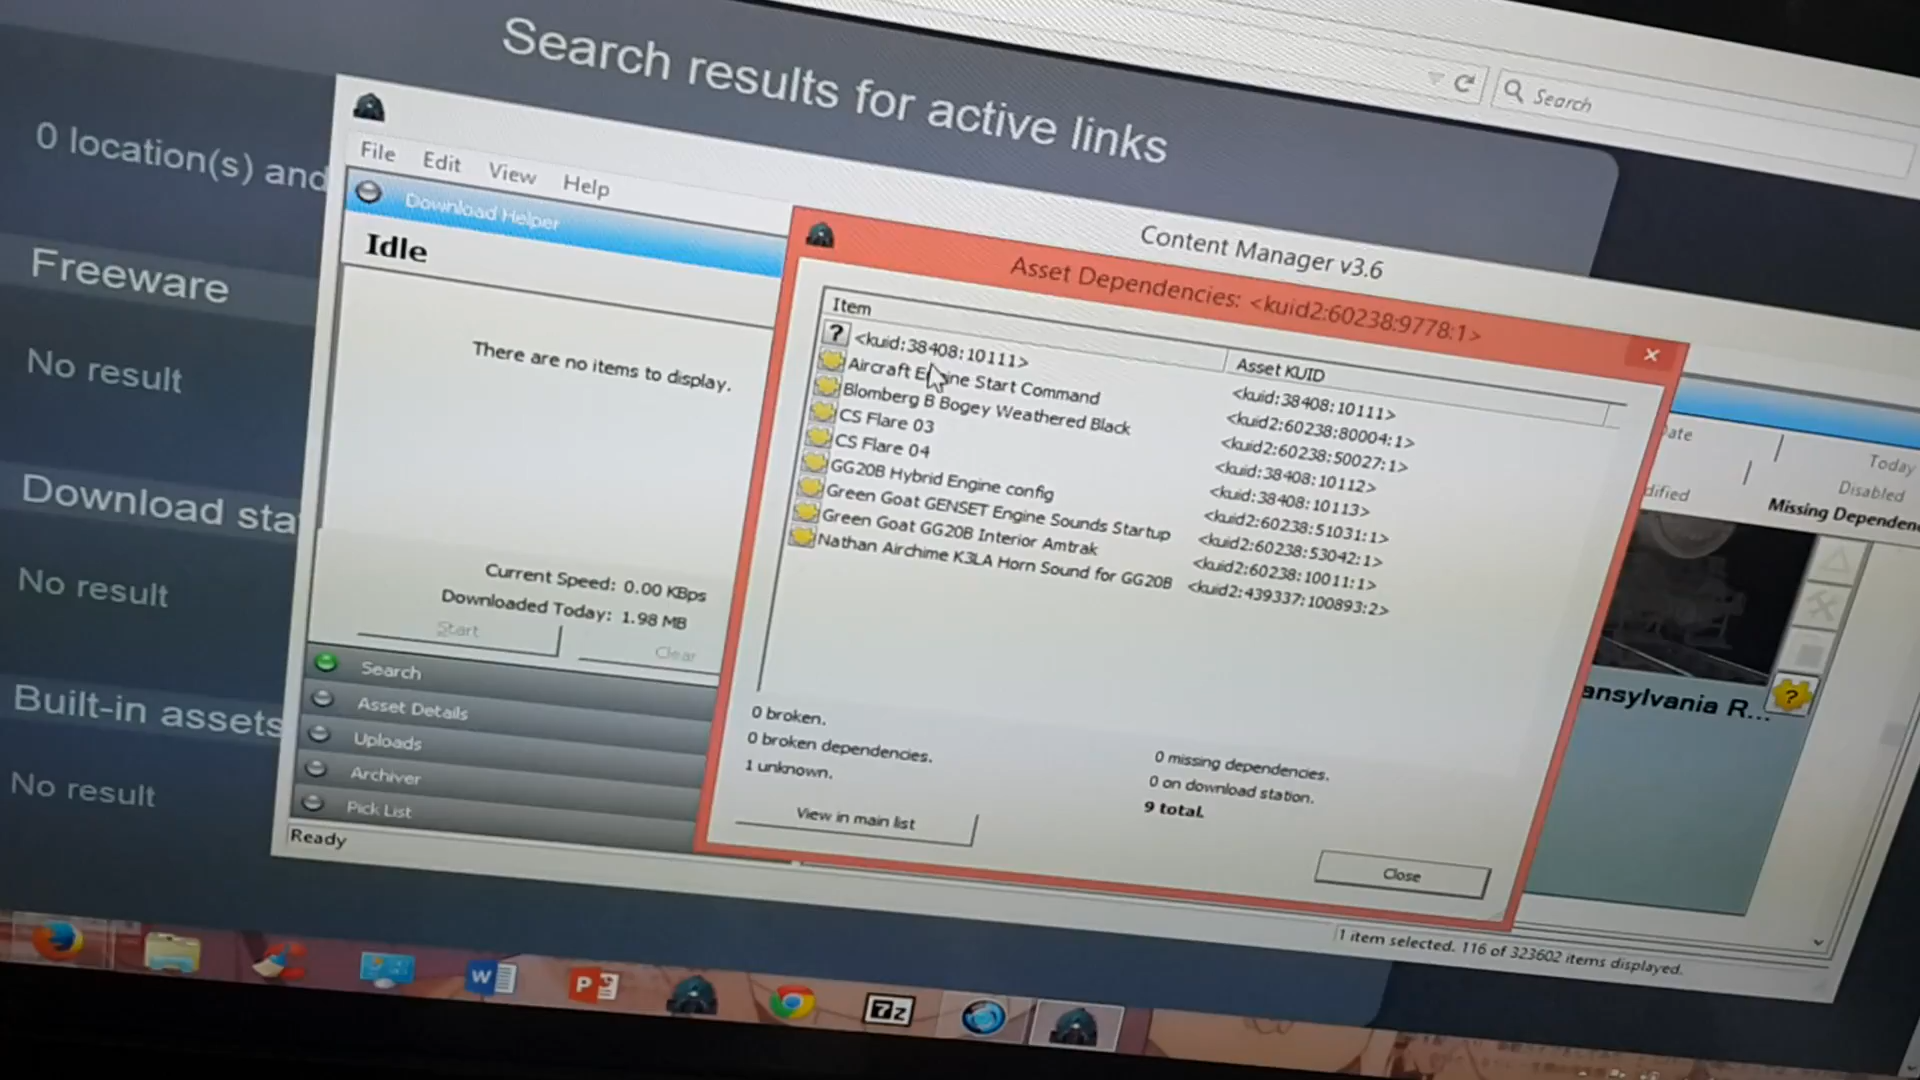 Search results for active links
Search
0 location(s) and
Freeware
No result
Download sta
No result
Built-in assets
No result
Content Manager v3.6
File Edit View Help
Download Helper
Idle
There are no items to display.
Current Speed: 0.00 KBps
Downloaded Today: 1.98 MB
Start Clear
Search
Asset Details
Uploads
Archiver
Pick List
Ready
Asset Dependencies: <kuid2:60238:9778:1>
Item Asset KUID
<kuid:38408:10111> <kuid:38408:10111>
Aircraft Engine Start Command <kuid2:60238:80004:1>
Blomberg B Bogey Weathered Black <kuid2:60238:50027:1>
CS Flare 03 <kuid:38408:10112>
CS Flare 04 <kuid:38408:10113>
GG20B Hybrid Engine config <kuid2:60238:51031:1>
Green Goat GENSET Engine Sounds Startup <kuid2:60238:53042:1>
Green Goat GG20B Interior Amtrak <kuid2:60238:10011:1>
Nathan Airchime K3LA Horn Sound for GG20B <kuid2:439337:100893:2>
0 broken.
0 broken dependencies.
1 unknown.
0 missing dependencies.
0 on download station.
9 total.
View in main list
Close
ate Today
dified Disabled
Missing Dependen
ansylvania R...
1 item selected. 116 of 323602 items displayed.
W
P
7z